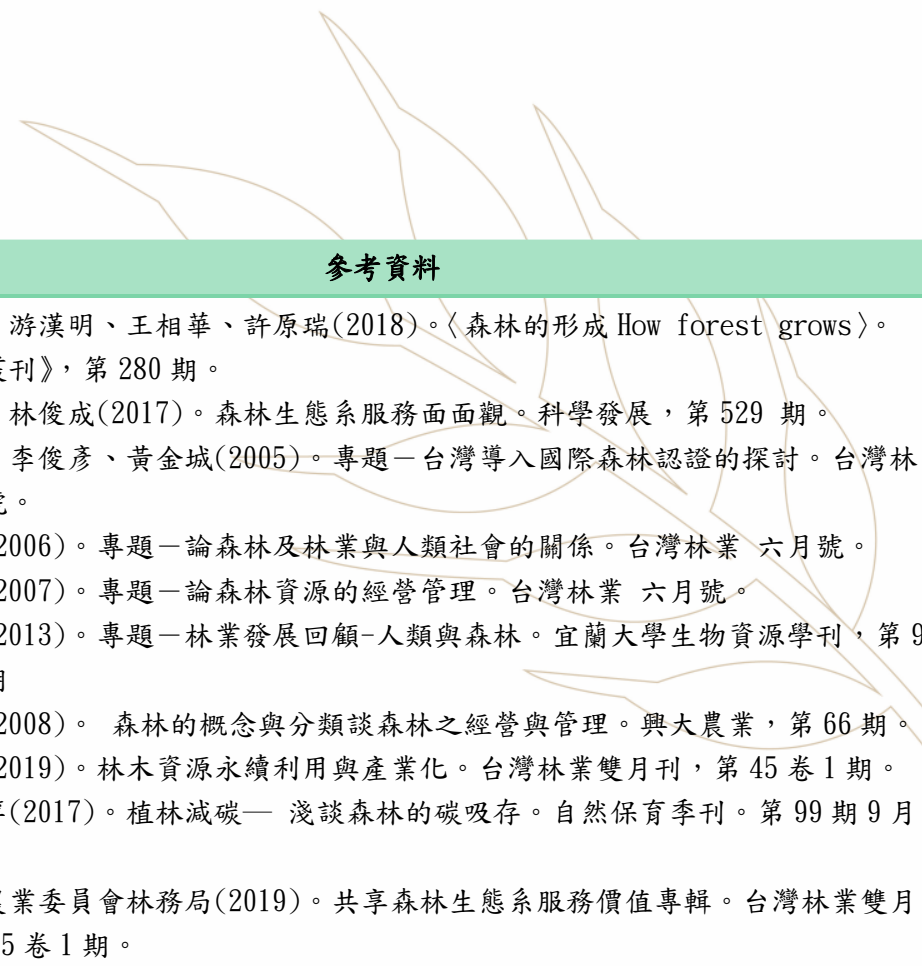 參考資料
游漢明、王相華、許原瑞(2018)。〈森林的形成 How forest grows〉。
刊》，第 280 期。
林俊成(2017)。森林生態系服務面面觀。科學發展，第 529 期。
李俊彥、黃金城(2005)。專題－台灣導入國際森林認證的探討。台灣林
。
2006)。專題－論森林及林業與人類社會的關係。台灣林業 六月號。
2007)。專題－論森林資源的經營管理。台灣林業 六月號。
2013)。專題－林業發展回顧-人類與森林。宜蘭大學生物資源學刊，第 9
2008)。 森林的概念與分類談森林之經營與管理。興大農業，第 66 期。
2019)。林木資源永續利用與產業化。台灣林業雙月刊，第 45 卷 1 期。
(2017)。植林減碳— 淺談森林的碳吸存。自然保育季刊。第 99 期 9 月
業委員會林務局(2019)。共享森林生態系服務價值專輯。台灣林業雙月
5 卷 1 期。